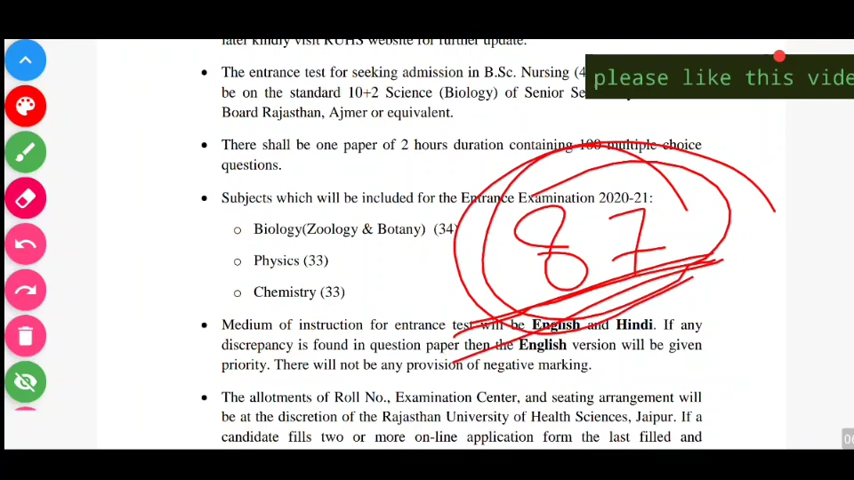 later kindly visit RUHS website for further update.
please like this vide
• The entrance test for seeking admission in B.Sc. Nursing (4
be on the standard 10+2 Science (Biology) of Senior Se
Board Rajasthan, Ajmer or equivalent.
• There shall be one paper of 2 hours duration containing 100 multiple choice
questions.
• Subjects which will be included for the Entrance Examination 2020-21:
o Biology(Zoology & Botany) (34)
87
o Physics (33)
o Chemistry (33)
• Medium of instruction for entrance test will be English and Hindi. If any
discrepancy is found in question paper then the English version will be given
priority. There will not be any provision of negative marking.
• The allotments of Roll No., Examination Center, and seating arrangement will
be at the discretion of the Rajasthan University of Health Sciences, Jaipur. If a
candidate fills two or more on-line application form the last filled and